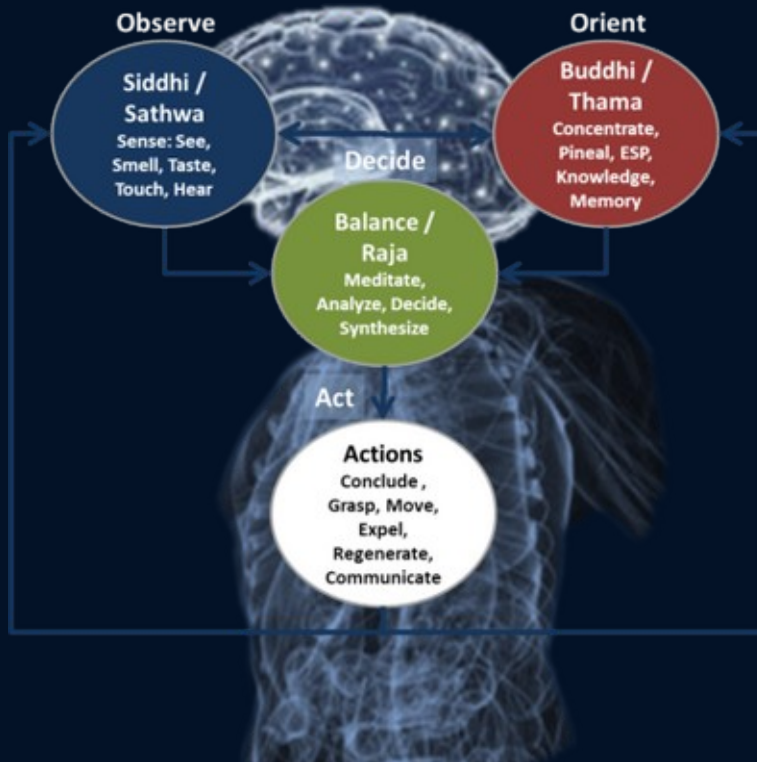 Observe
Siddhi /
Sathwa
Sense: See,
Smell, Taste,
Touch, Hear
Orient
Buddhi /
Thama
Concentrate,
Pineal, ESP,
Knowledge,
Memory
Decide
Balance /
Raja
Meditate,
Analyze, Decide,
Synthesize
Act
Actions
Conclude ,
Grasp, Move,
Expel,
Regenerate,
Communicate